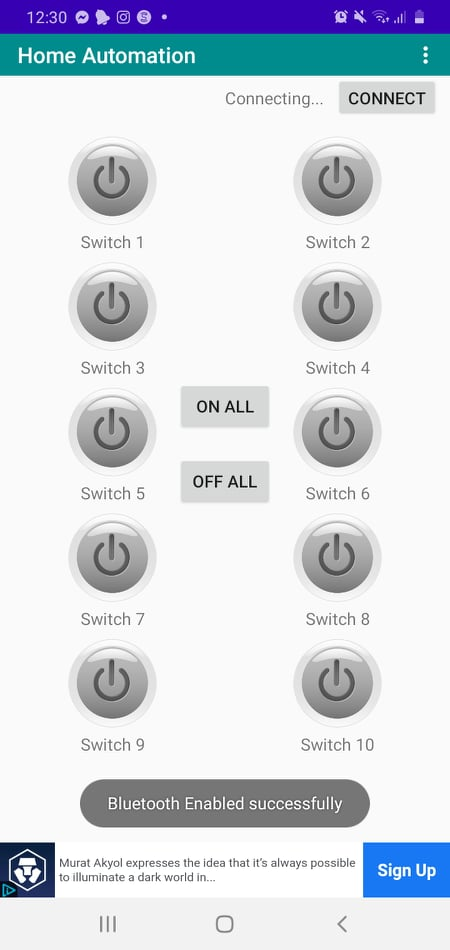 12:30
Home Automation
Connecting...
CONNECT
Switch 1
Switch 2
Switch 3
Switch 4
ON ALL
Switch 5
Switch 6
OFF ALL
Switch 7
Switch 8
Switch 9
Switch 10
Bluetooth Enabled successfully
Murat Akyol expresses the idea that it's always possible
to illuminate a dark world in...
Sign Up